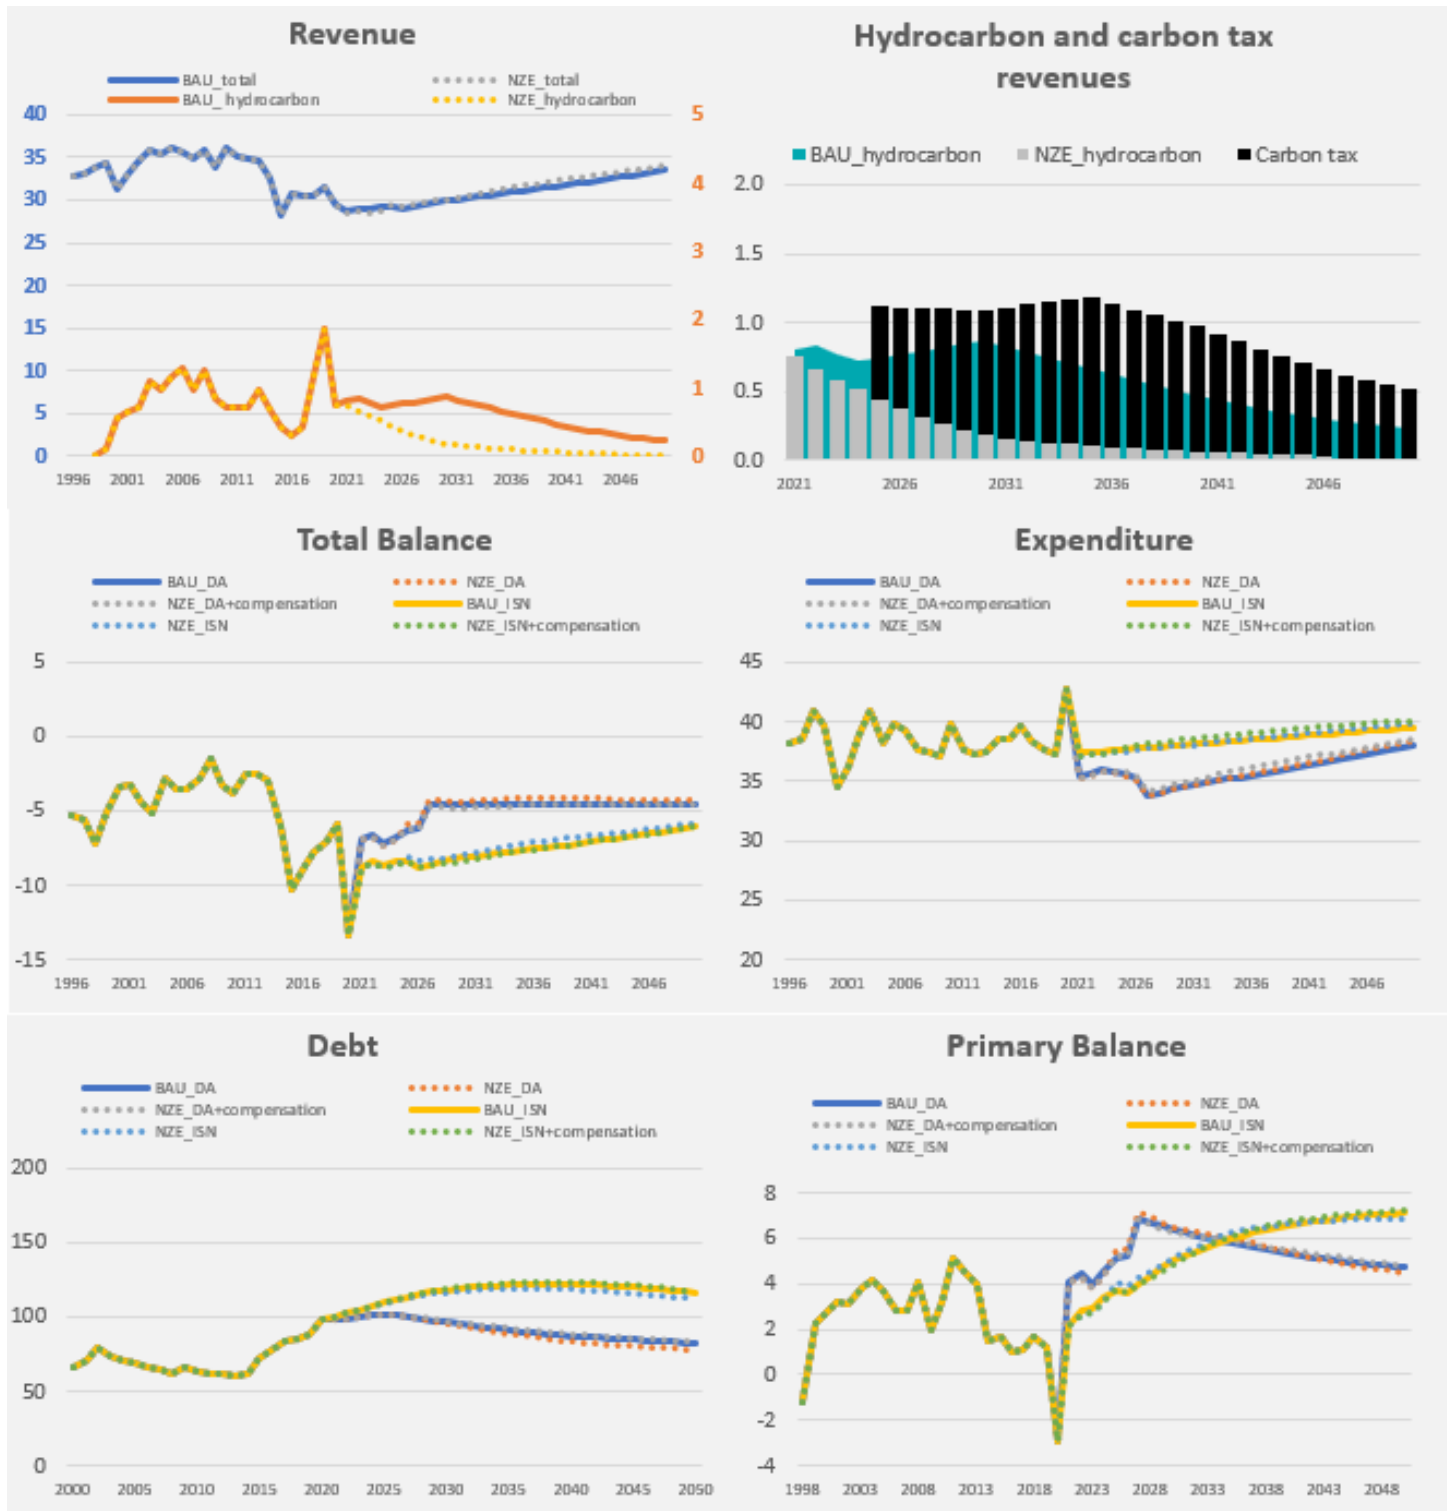 Revenue
BAU_total NZE_total
BAU_hydrocarbon NZE_hydrocarbon
40 5
35 4
30
25 3
20
15 2
10 1
5
0 0
1996 2001 2006 2011 2016 2021 2026 2031 2036 2041 2046
Hydrocarbon and carbon tax
revenues
BAU_hydrocarbon NZE_hydrocarbon Carbon tax
2.0
1.5
1.0
0.5
0.0
2021 2026 2031 2036 2041 2046
Total Balance
BAU_DA NZE_DA
NZE_DA+compensation BAU_ISN
NZE_ISN NZE_ISN+compensation
5
0
-5
-10
-15
1996 2001 2006 2011 2016 2021 2026 2031 2036 2041 2046
Expenditure
BAU_DA NZE_DA
NZE_DA+compensation BAU_ISN
NZE_ISN NZE_ISN+compensation
45
40
35
30
25
20
1996 2001 2006 2011 2016 2021 2026 2031 2036 2041 2046
Debt
BAU_DA NZE_DA
NZE_DA+compensation BAU_ISN
NZE_ISN NZE_ISN+compensation
200
150
100
50
0
2000 2005 2010 2015 2020 2025 2030 2035 2040 2045 2050
Primary Balance
BAU_DA NZE_DA
NZE_DA+compensation BAU_ISN
NZE_ISN NZE_ISN+compensation
8
6
4
2
0
-2
-4
1998 2003 2008 2013 2018 2023 2028 2033 2038 2043 2048